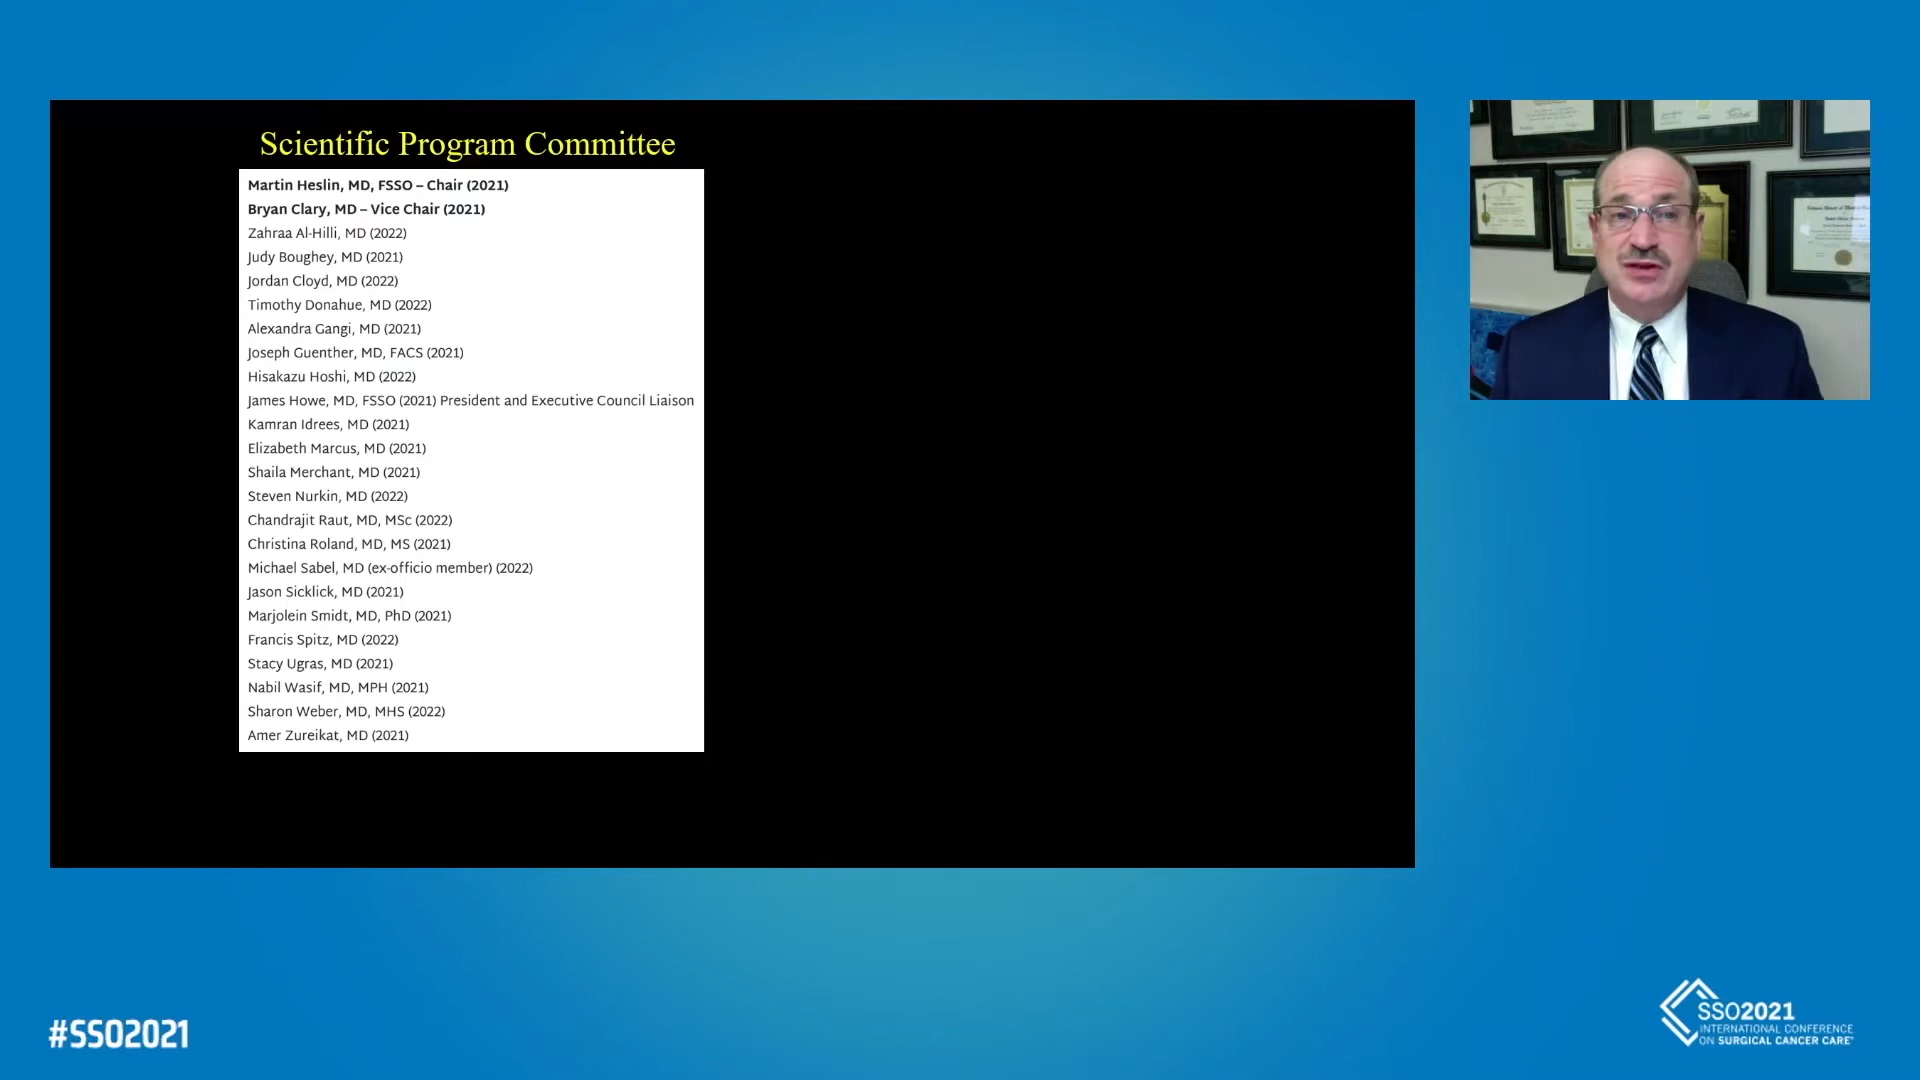 Scientific Program Committee
Martin Heslin, MD, FSSO – Chair (2021)
Bryan Clary, MD – Vice Chair (2021)
Zahraa Al-Hilli, MD (2022)
Judy Boughey, MD (2021)
Jordan Cloyd, MD (2022)
Timothy Donahue, MD (2022)
Alexandra Gangi, MD (2021)
Joseph Guenther, MD, FACS (2021)
Hisakazu Hoshi, MD (2022)
James Howe, MD, FSSO (2021) President and Executive Council Liaison
Kamran Idrees, MD (2021)
Elizabeth Marcus, MD (2021)
Shaila Merchant, MD (2021)
Steven Nurkin, MD (2022)
Chandrajit Raut, MD, MSc (2022)
Christina Roland, MD, MS (2021)
Michael Sabel, MD (ex-officio member) (2022)
Jason Sicklick, MD (2021)
Marjolein Smidt, MD, PhD (2021)
Francis Spitz, MD (2022)
Stacy Ugras, MD (2021)
Nabil Wasif, MD, MPH (2021)
Sharon Weber, MD, MHS (2022)
Amer Zureikat, MD (2021)
#SSO2021
SSO2021
INTERNATIONAL CONFERENCE
ON SURGICAL CANCER CARE